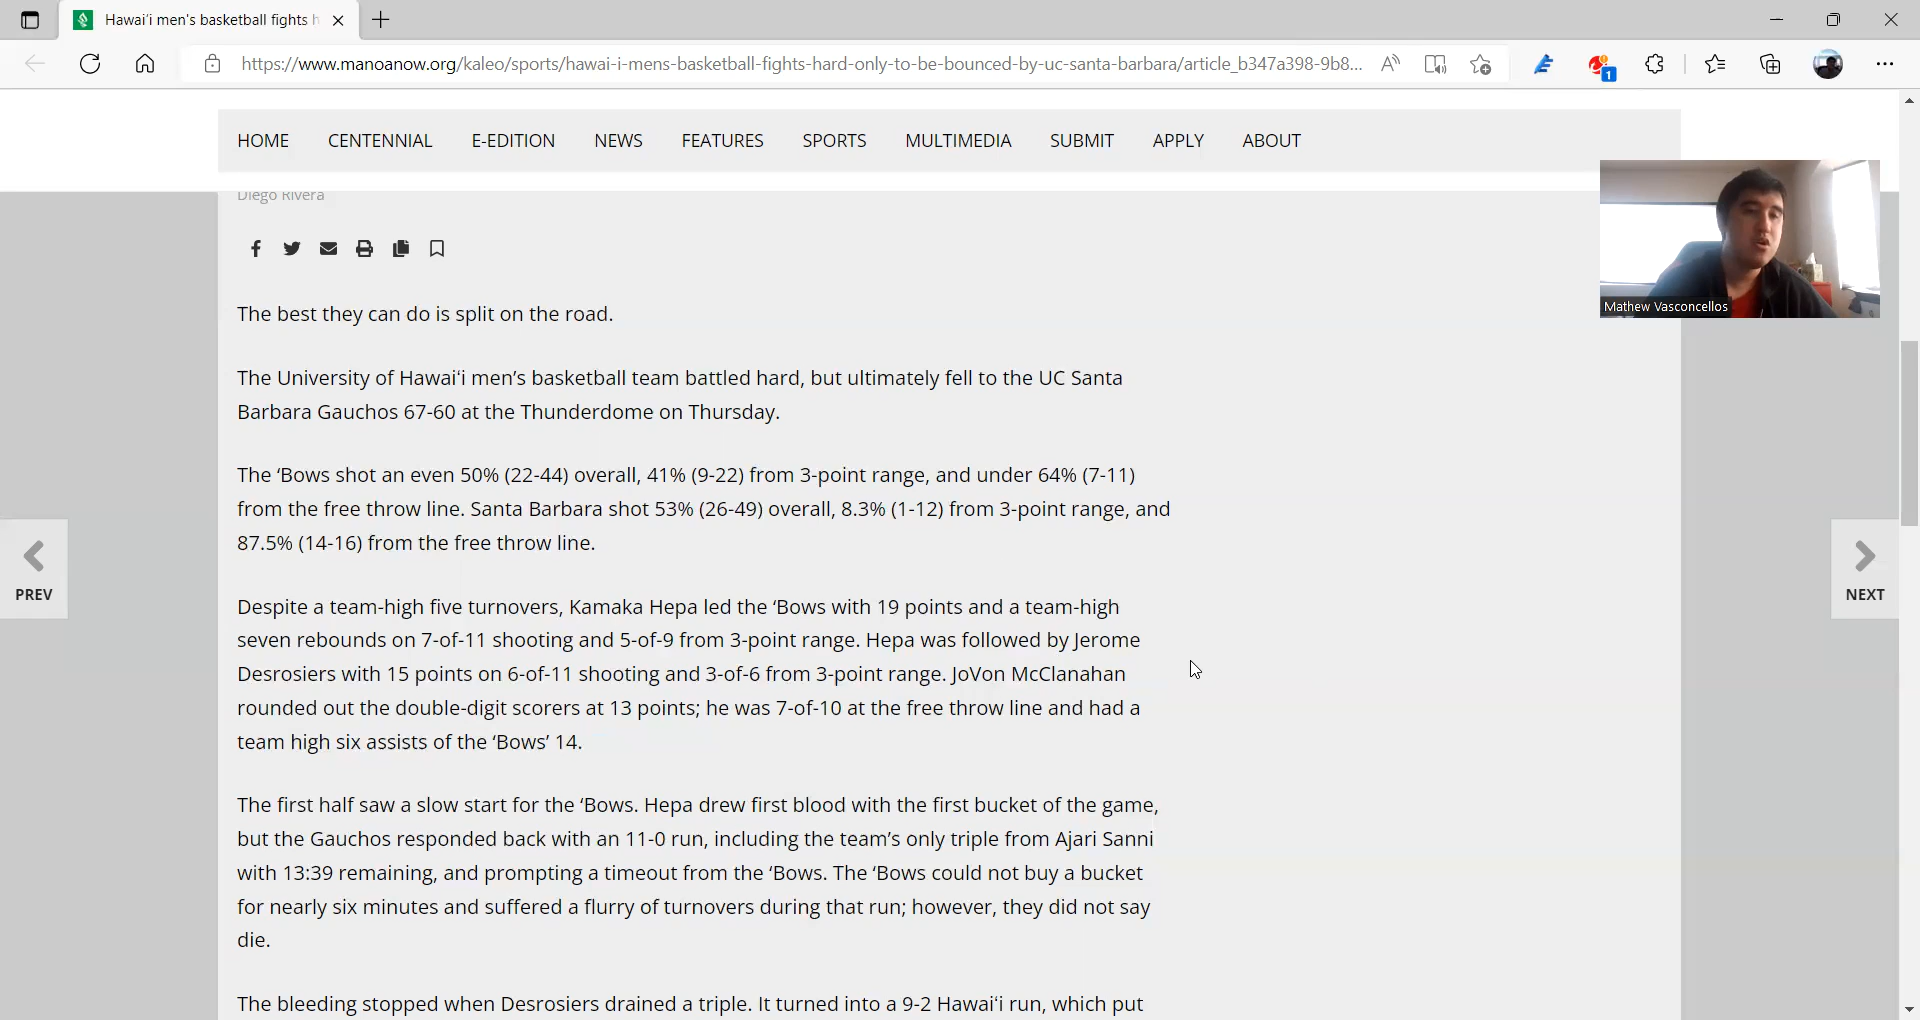 Hawaiʻi men's basketball fights h
https://www.manoanow.org/kaleo/sports/hawai-i-mens-basketball-fights-hard-only-to-be-bounced-by-uc-santa-barbara/article_b347a398-9b8...
1
HOME CENTENNIAL E-EDITION NEWS FEATURES SPORTS MULTIMEDIA SUBMIT APPLY ABOUT
Diego Rivera
Mathew Vasconcellos
The best they can do is split on the road.
The University of Hawaiʻi men’s basketball team battled hard, but ultimately fell to the UC Santa
Barbara Gauchos 67-60 at the Thunderdome on Thursday.
The ‘Bows shot an even 50% (22-44) overall, 41% (9-22) from 3-point range, and under 64% (7-11)
from the free throw line. Santa Barbara shot 53% (26-49) overall, 8.3% (1-12) from 3-point range, and
87.5% (14-16) from the free throw line.
Despite a team-high five turnovers, Kamaka Hepa led the ‘Bows with 19 points and a team-high
seven rebounds on 7-of-11 shooting and 5-of-9 from 3-point range. Hepa was followed by Jerome
Desrosiers with 15 points on 6-of-11 shooting and 3-of-6 from 3-point range. JoVon McClanahan
rounded out the double-digit scorers at 13 points; he was 7-of-10 at the free throw line and had a
team high six assists of the ‘Bows’ 14.
The first half saw a slow start for the ‘Bows. Hepa drew first blood with the first bucket of the game,
but the Gauchos responded back with an 11-0 run, including the team’s only triple from Ajari Sanni
with 13:39 remaining, and prompting a timeout from the ‘Bows. The ‘Bows could not buy a bucket
for nearly six minutes and suffered a flurry of turnovers during that run; however, they did not say
die.
The bleeding stopped when Desrosiers drained a triple. It turned into a 9-2 Hawaiʻi run, which put
PREV
NEXT